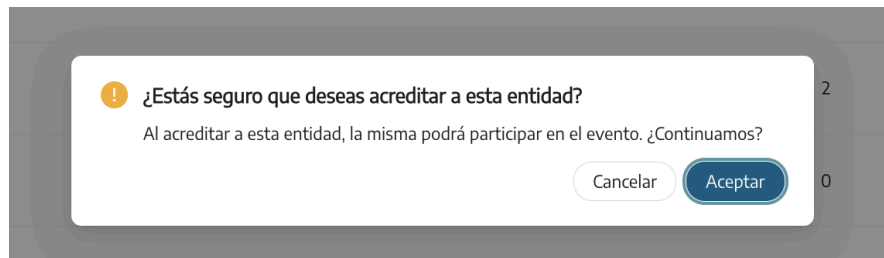 ¿Estás seguro que deseas acreditar a esta entidad?
2
Al acreditar a esta entidad, la misma podrá participar en el evento. ¿Continuamos?
Cancelar
Aceptar
0